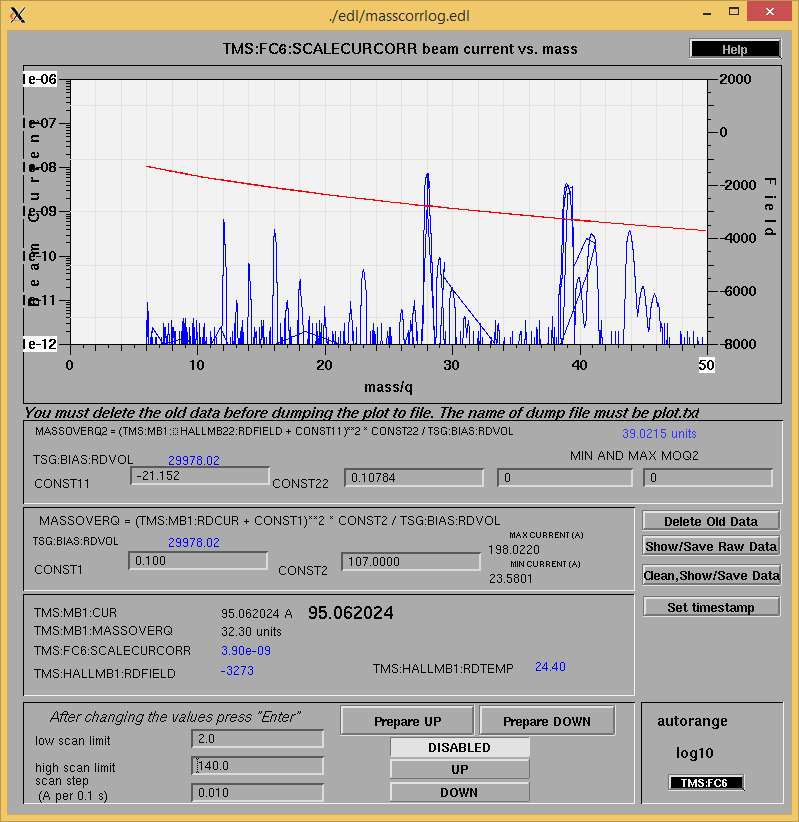 ./edl/masscorrlog.edl
TMS:FC6:SCALECURCORR beam current vs. mass
Help
1e-06
1e-07
1e-08
1e-09
1e-10
1e-11
1e-12
Beam Current
2000
0
-2000
-4000
-6000
-8000
Field
0 10 20 30 40 50
mass/q
You must delete the old data before dumping the plot to file. The name of dump file must be plot.txt
MASSOVERQ2 = (TMS:MB1: HALLMB22:RDFIELD + CONST11)**2 * CONST22 / TSG:BIAS:RDVOL
39.0215 units
TSG:BIAS:RDVOL 29978.02
MIN AND MAX MOQ2
CONST11 -21.152 CONST22 0.10784 0 0
MASSOVERQ = (TMS:MB1:RDCUR + CONST1)**2 * CONST2 / TSG:BIAS:RDVOL
TSG:BIAS:RDVOL 29978.02
MAX CURRENT (A)
198.0220
CONST1 0.100 CONST2 107.0000
MIN CURRENT (A)
23.5801
Delete Old Data
Show/Save Raw Data
Clean,Show/Save Data
Set timestamp
TMS:MB1:CUR 95.062024 A 95.062024
TMS:MB1:MASSOVERQ 32.30 units
TMS:FC6:SCALECURCORR 3.90e-09
TMS:HALLMB1:RDFIELD -3273
TMS:HALLMB1:RDTEMP 24.40
After changing the values press "Enter"
low scan limit 2.0
high scan limit 140.0
scan step
(A per 0.1 s) 0.010
Prepare UP
Prepare DOWN
DISABLED
UP
DOWN
autorange
log10
TMS:FC6